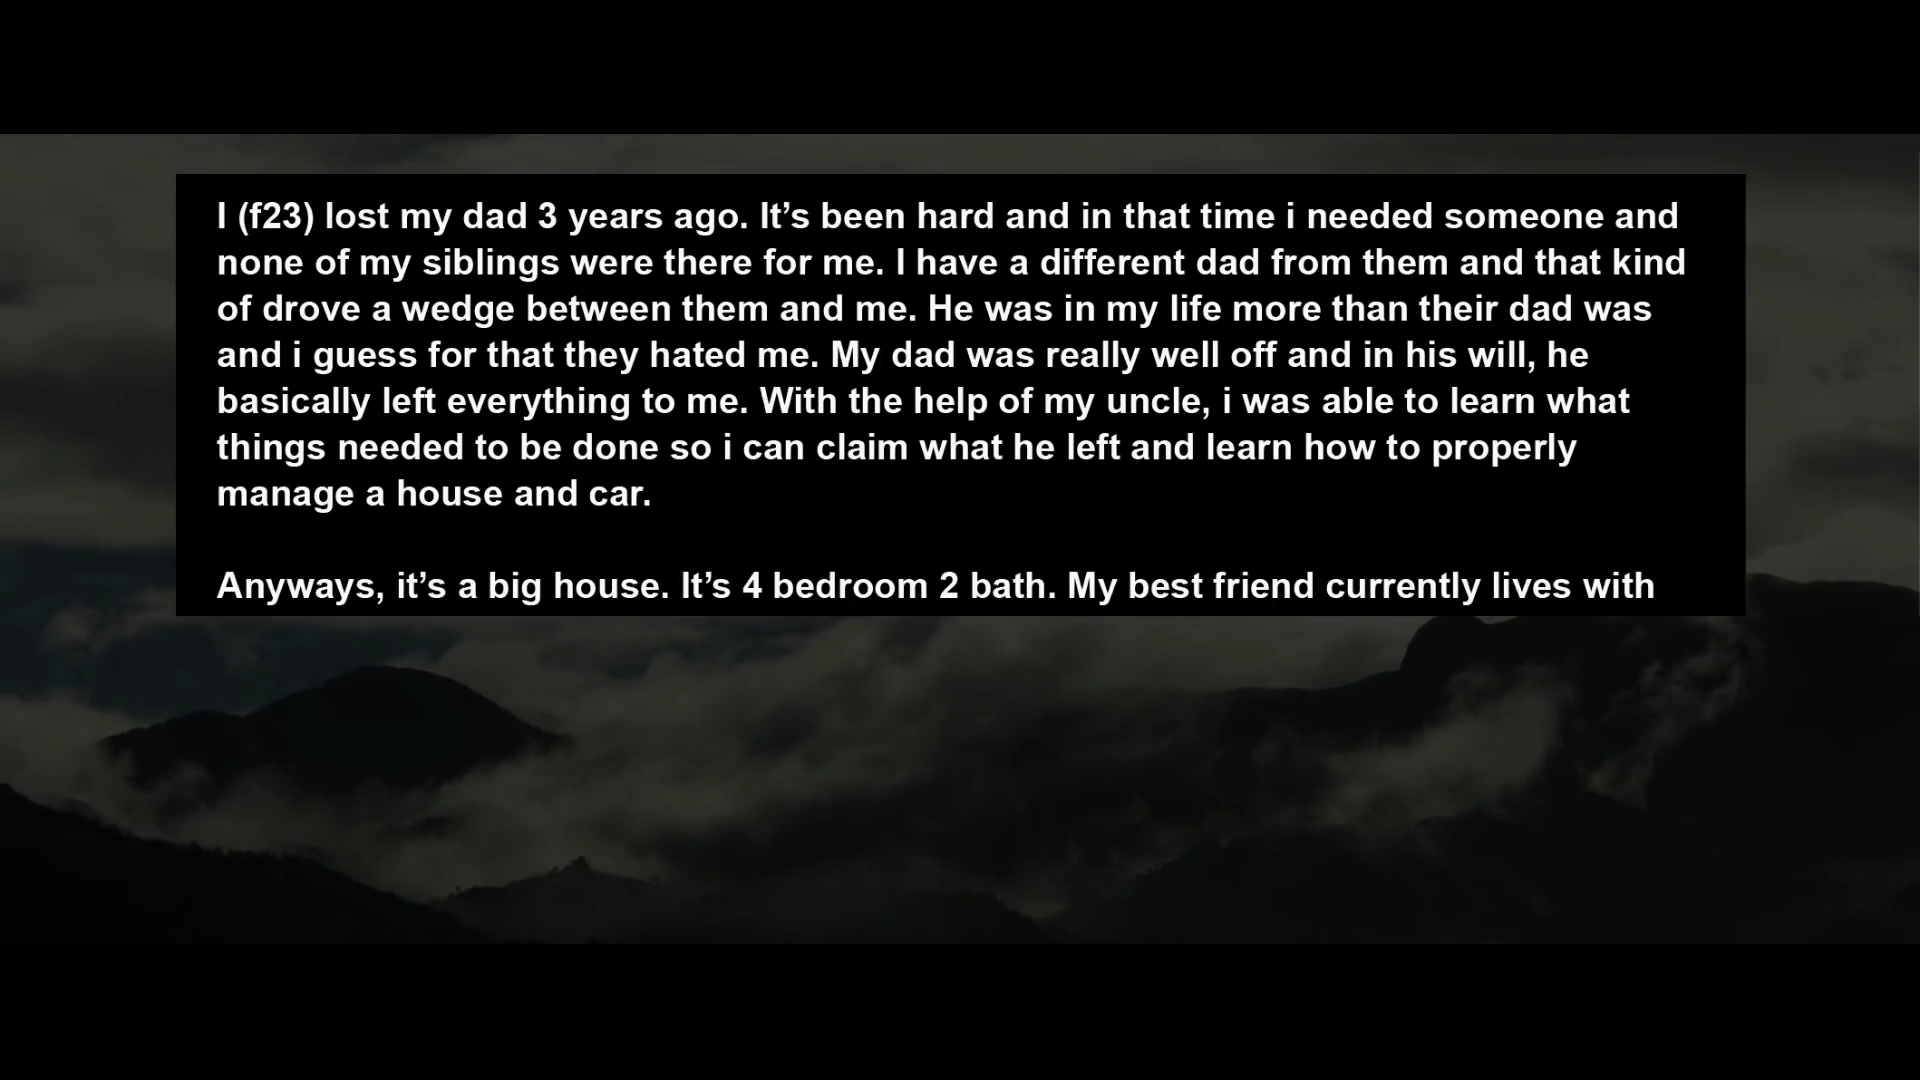 I (f23) lost my dad 3 years ago. It’s been hard and in that time i needed someone and
none of my siblings were there for me. I have a different dad from them and that kind
of drove a wedge between them and me. He was in my life more than their dad was
and i guess for that they hated me. My dad was really well off and in his will, he
basically left everything to me. With the help of my uncle, i was able to learn what
things needed to be done so i can claim what he left and learn how to properly
manage a house and car.
Anyways, it’s a big house. It’s 4 bedroom 2 bath. My best friend currently lives with